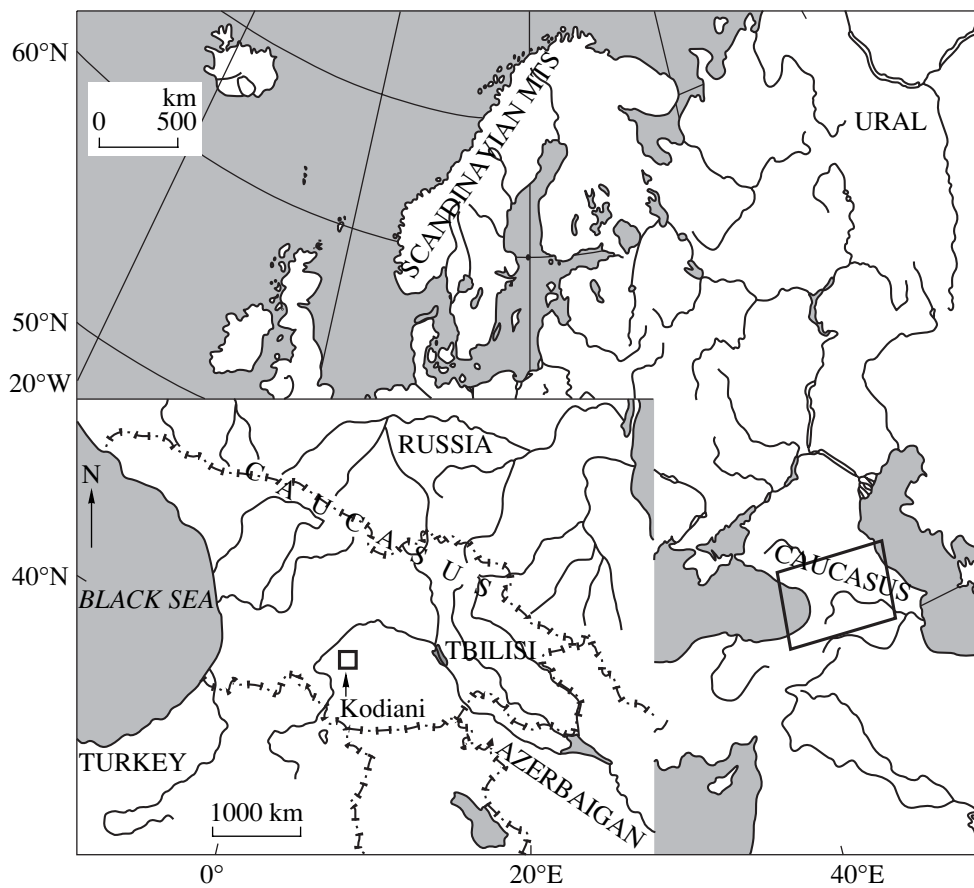 60°N
km
0 500
SCANDINAVIAN MTS
URAL
50°N
20°W
RUSSIA
N
CAUCASUS
40°N
BLACK SEA
CAUCASUS
TBILISI
Kodiani
TURKEY
AZERBAIGAN
1000 km
0° 20°E 40°E